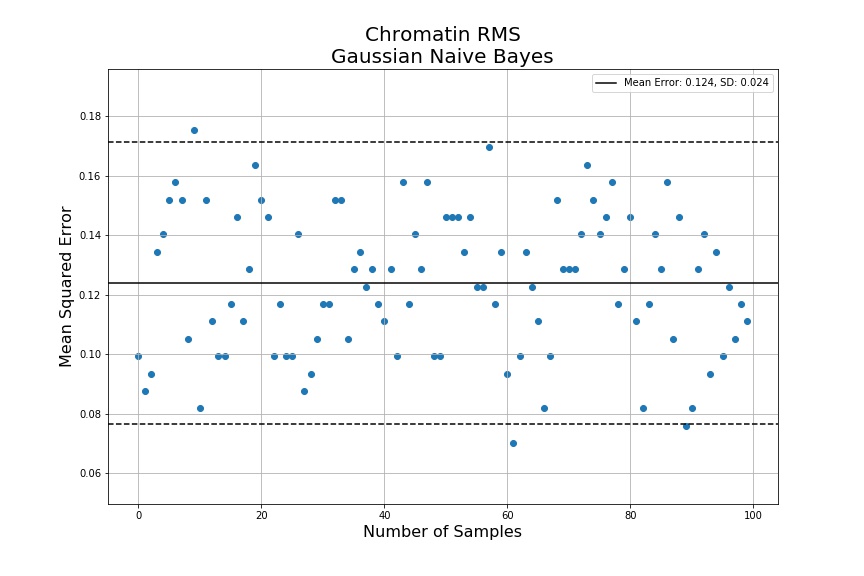 Chromatin RMS
Gaussian Naive Bayes
Mean Error: 0.124, SD: 0.024
Mean Squared Error
0.18
0.16
0.14
0.12
0.10
0.08
0.06
0 20 40 60 80 100
Number of Samples